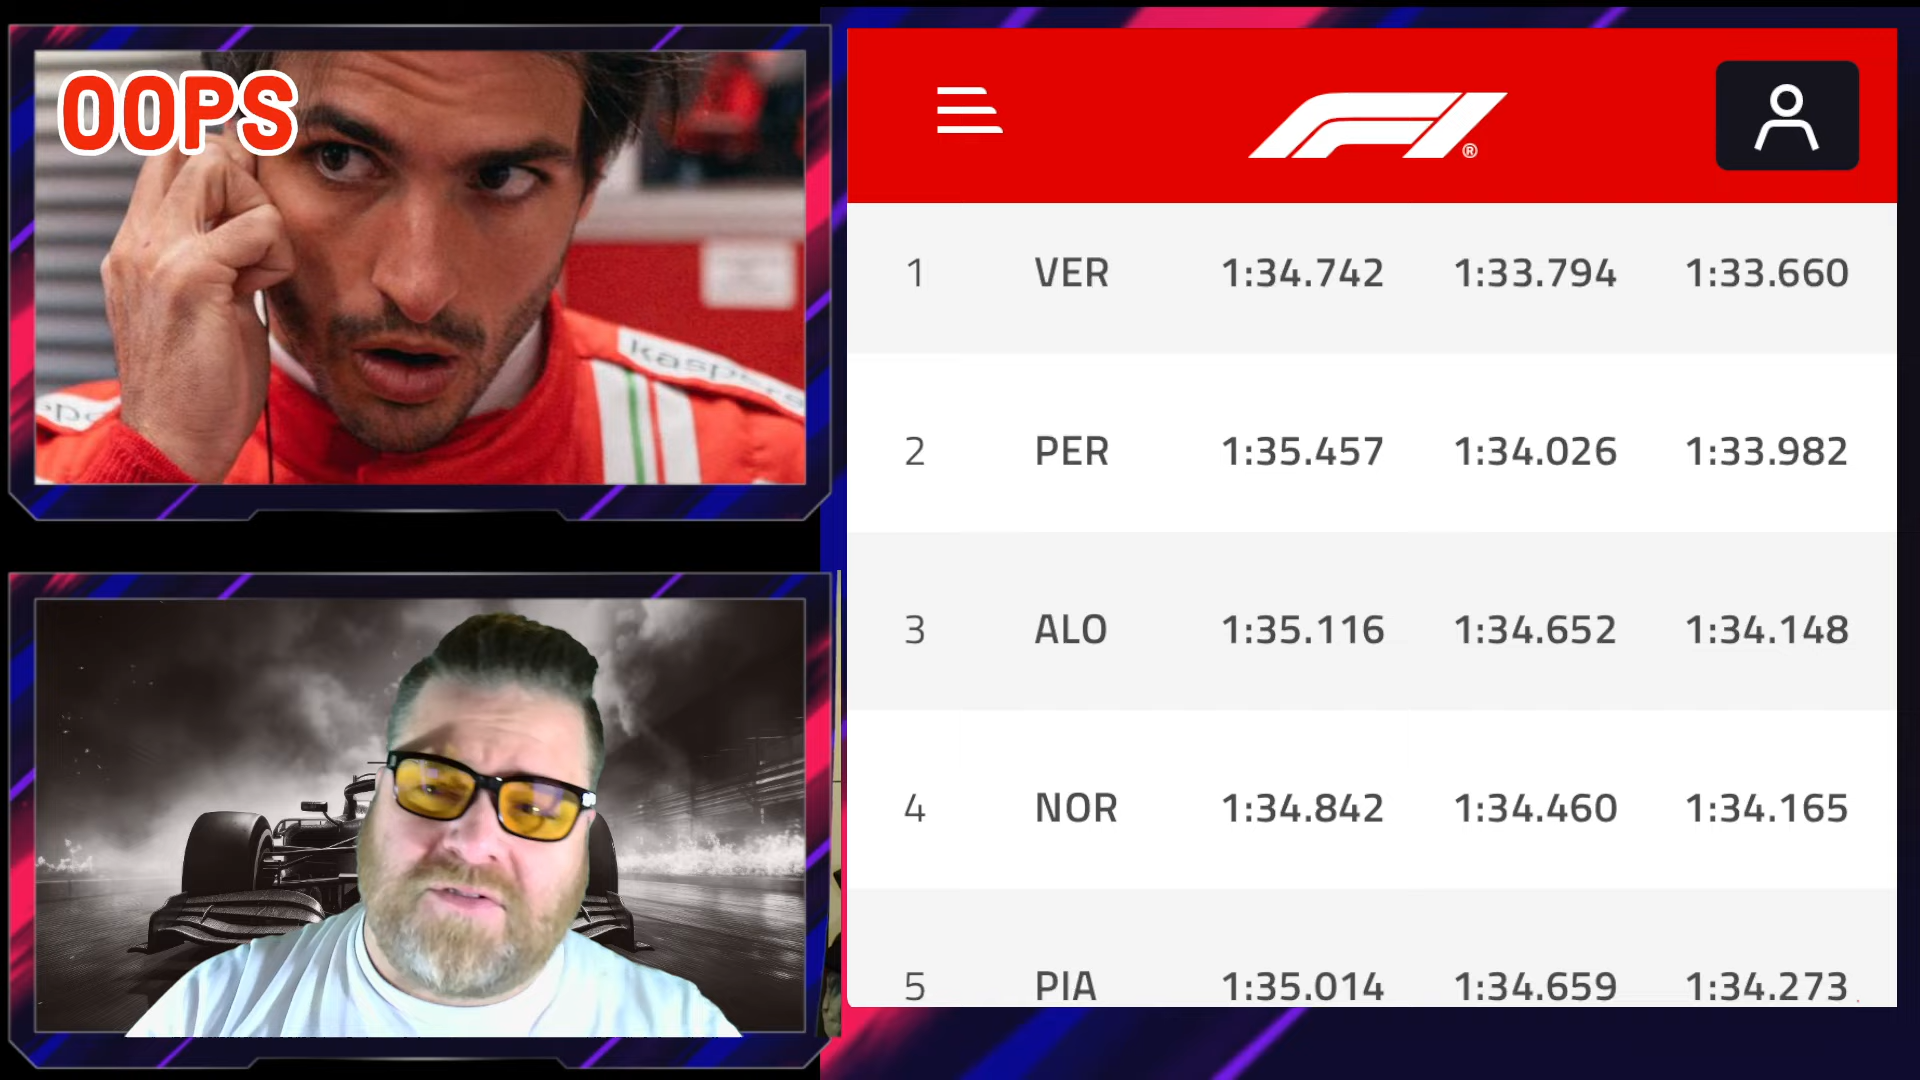 OOPS
kaspers
F1®
1 VER 1:34.742 1:33.794 1:33.660
2 PER 1:35.457 1:34.026 1:33.982
3 ALO 1:35.116 1:34.652 1:34.148
4 NOR 1:34.842 1:34.460 1:34.165
5 PIA 1:35.014 1:34.659 1:34.273